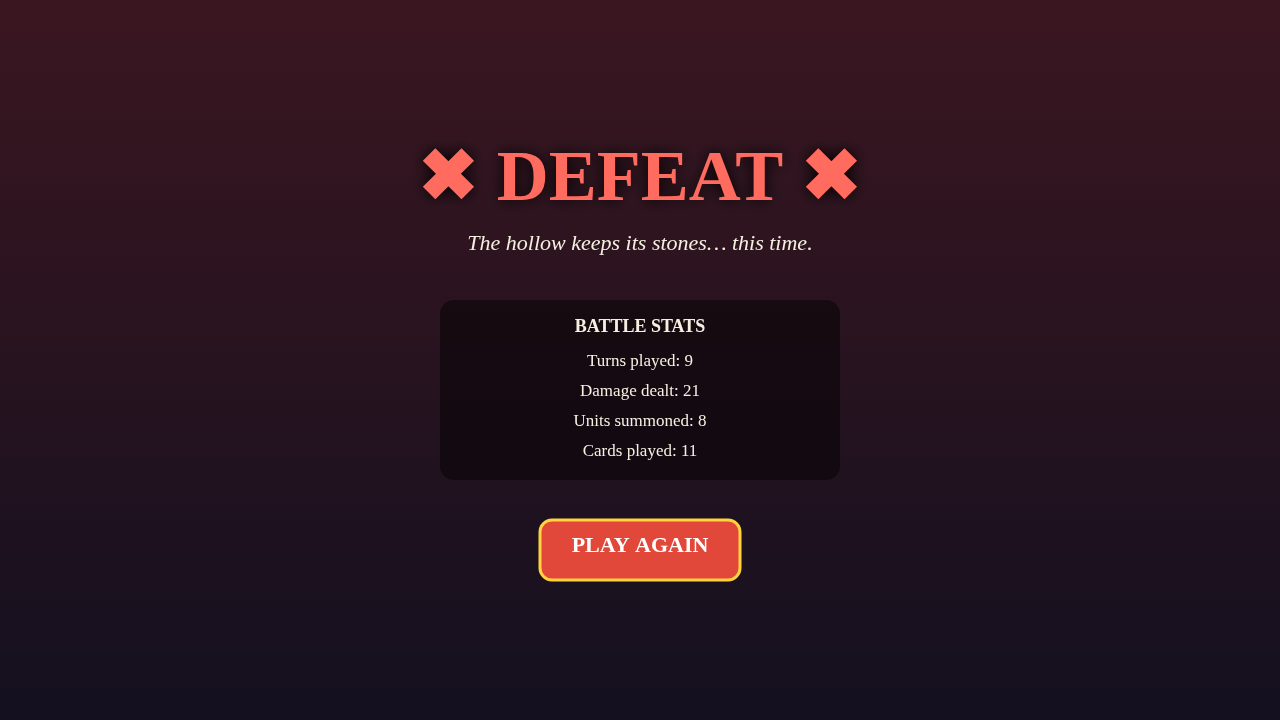 ✖ DEFEAT ✖
The hollow keeps its stones… this time.
BATTLE STATS
Turns played: 9
Damage dealt: 21
Units summoned: 8
Cards played: 11
PLAY AGAIN